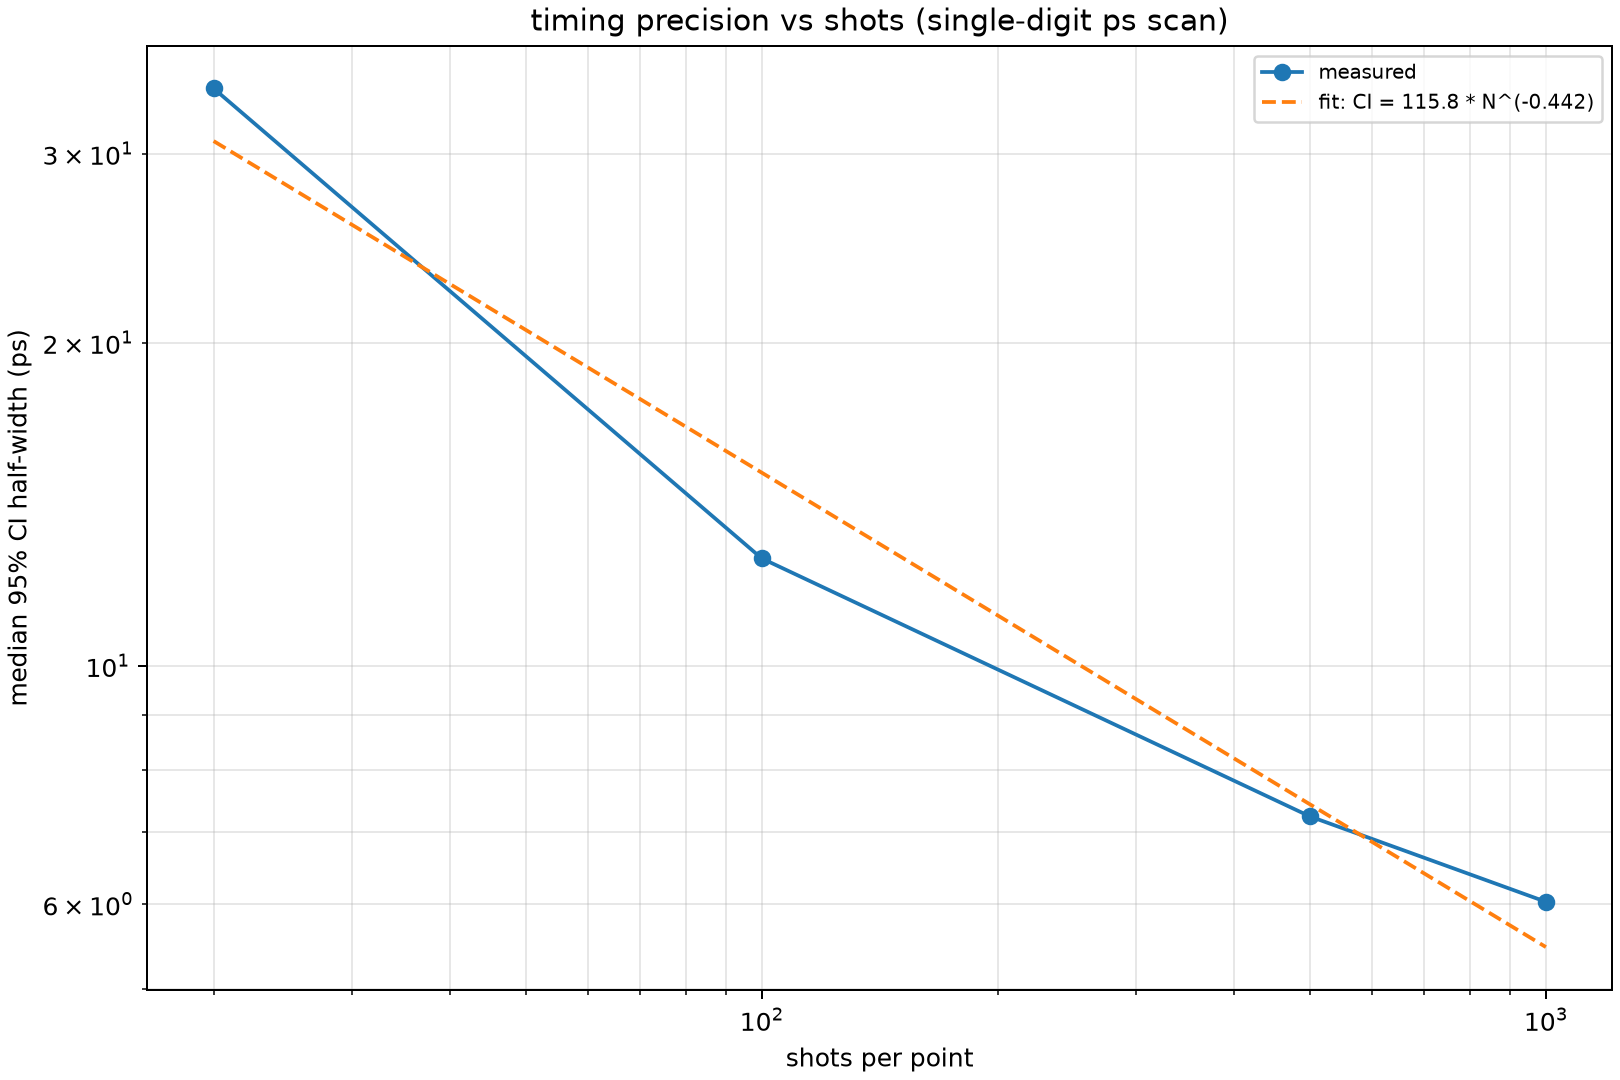 timing precision vs shots (single-digit ps scan)
measured
fit: CI = 115.8 * N^(-0.442)
median 95% CI half-width (ps)
3 × 10¹
2 × 10¹
10¹
6 × 10⁰
10²
10³
shots per point